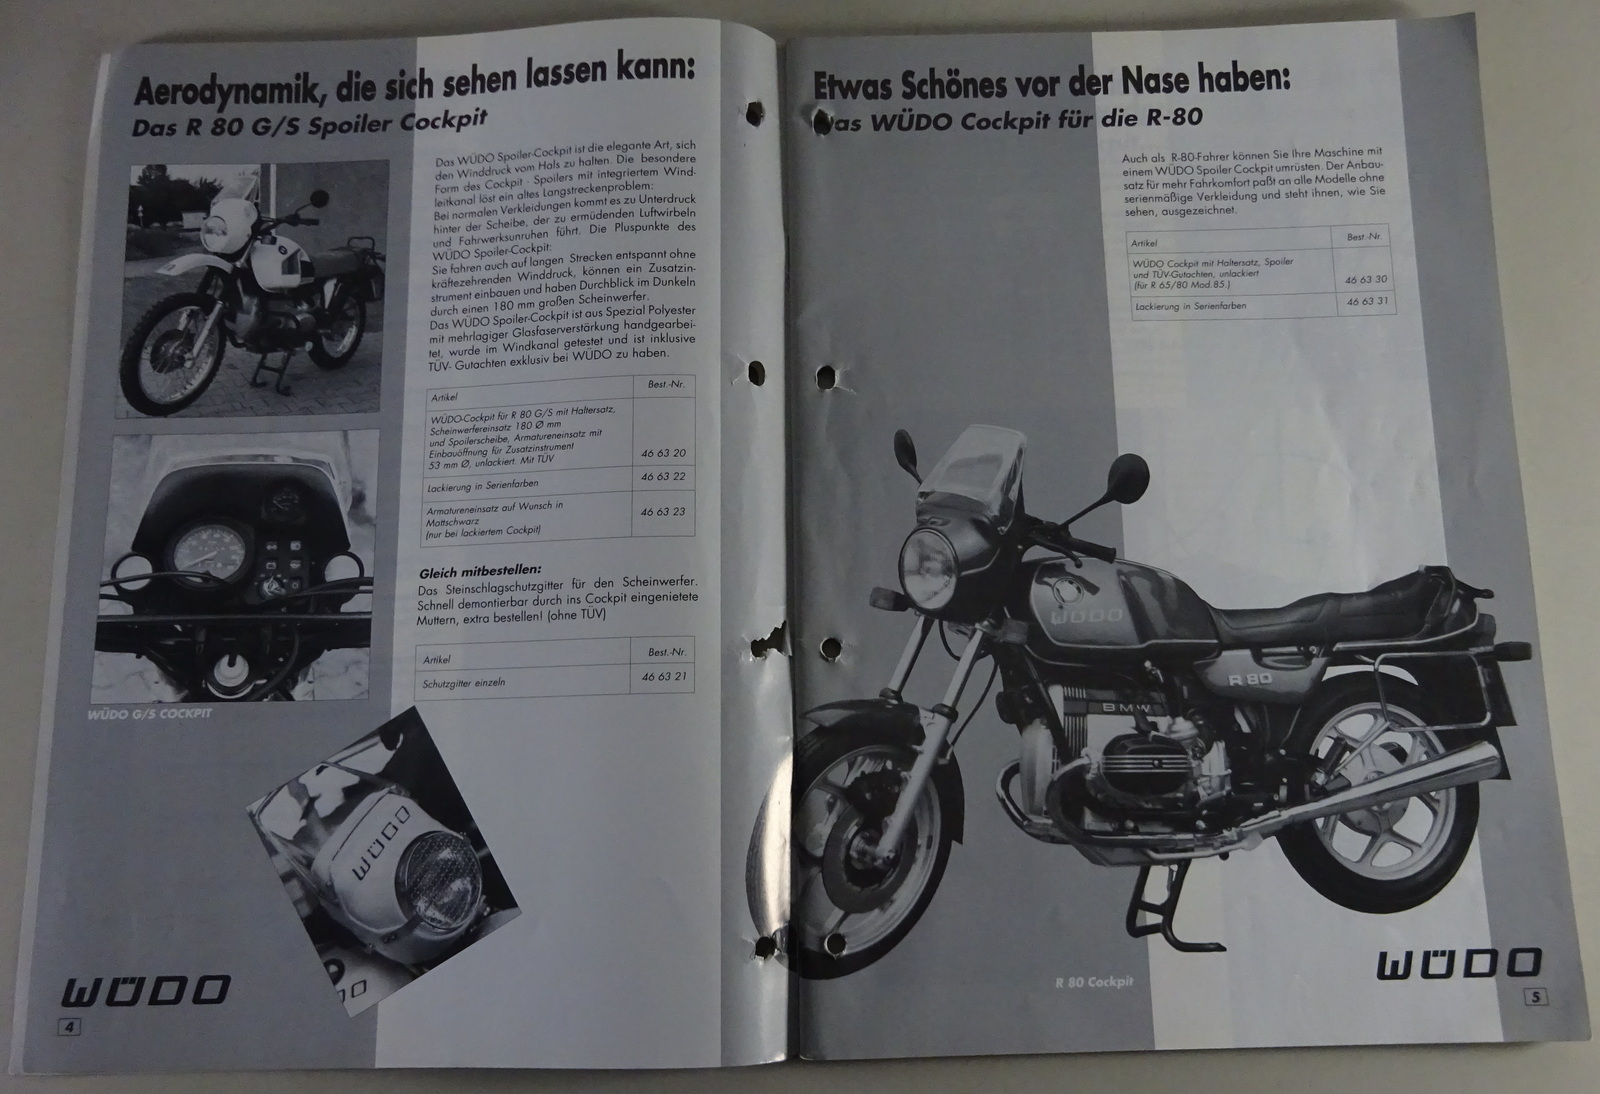 Aerodynamik, die sich sehen lassen kann:
Das R 80 G/S Spoiler Cockpit
Das WÜDO Spoiler-Cockpit ist die elegante Art, sich
den Winddruck vom Hals zu halten. Die besondere
Form des Cockpit - Spoilers mit integriertem Wind-
leitkanal löst ein altes Langstreckenproblem:
Bei normalen Verkleidungen kommt es zu Unterdruck
hinter der Scheibe, der zu ermüdenden Luftwirbeln
und Fahrwerksunruhen führt. Die Pluspunkte des
WÜDO Spoiler-Cockpit:
Sie fahren auch auf langen Strecken entspannt ohne
kräftezehrenden Winddruck, können ein Zusatzin-
strument einbauen und haben Durchblick im Dunkeln
durch einen 180 mm großen Scheinwerfer.
Das WÜDO Spoiler-Cockpit ist aus Spezial Polyester
mit mehrlagiger Glasfaserverstärkung handgearbei-
tet, wurde im Windkanal getestet und ist inklusive
TÜV- Gutachten exklusiv bei WÜDO zu haben.
Artikel Best.-Nr.
WÜDO-Cockpit für R 80 G/S mit Haltersatz,
Scheinwerfereinsatz 180 Ø mm
und Spoilerscheibe, Armatureneinsatz mit
Einbauöffnung für Zusatzinstrument
53 mm Ø, unlackiert. Mit TÜV 46 63 20
Lackierung in Serienfarben 46 63 22
Armatureneinsatz auf Wunsch in 46 63 23
Mattschwarz
(nur bei lackiertem Cockpit)
Gleich mitbestellen:
Das Steinschlagschutzgitter für den Scheinwerfer.
Schnell demontierbar durch ins Cockpit eingenietete
Muttern, extra bestellen! (ohne TÜV)
Artikel Best.-Nr.
Schutzgitter einzeln 46 63 21
WÜDO G/S COCKPIT
WÜDO
DO
WÜDO
4
Etwas Schönes vor der Nase haben:
Das WÜDO Cockpit für die R-80
Auch als R-80-Fahrer können Sie Ihre Maschine mit
einem WÜDO Spoiler Cockpit umrüsten. Der Anbau-
satz für mehr Fahrkomfort paßt an alle Modelle ohne
serienmäßige Verkleidung und steht ihnen, wie Sie
sehen, ausgezeichnet.
Artikel Best.-Nr.
WÜDO Cockpit mit Haltersatz, Spoiler
und TÜV-Gutachten, unlackiert
(für R 65/80 Mod.85.) 46 63 30
Lackierung in Serienfarben 46 63 31
WÜDO
R 80
BMW
R 80 Cockpit
WÜDO
5